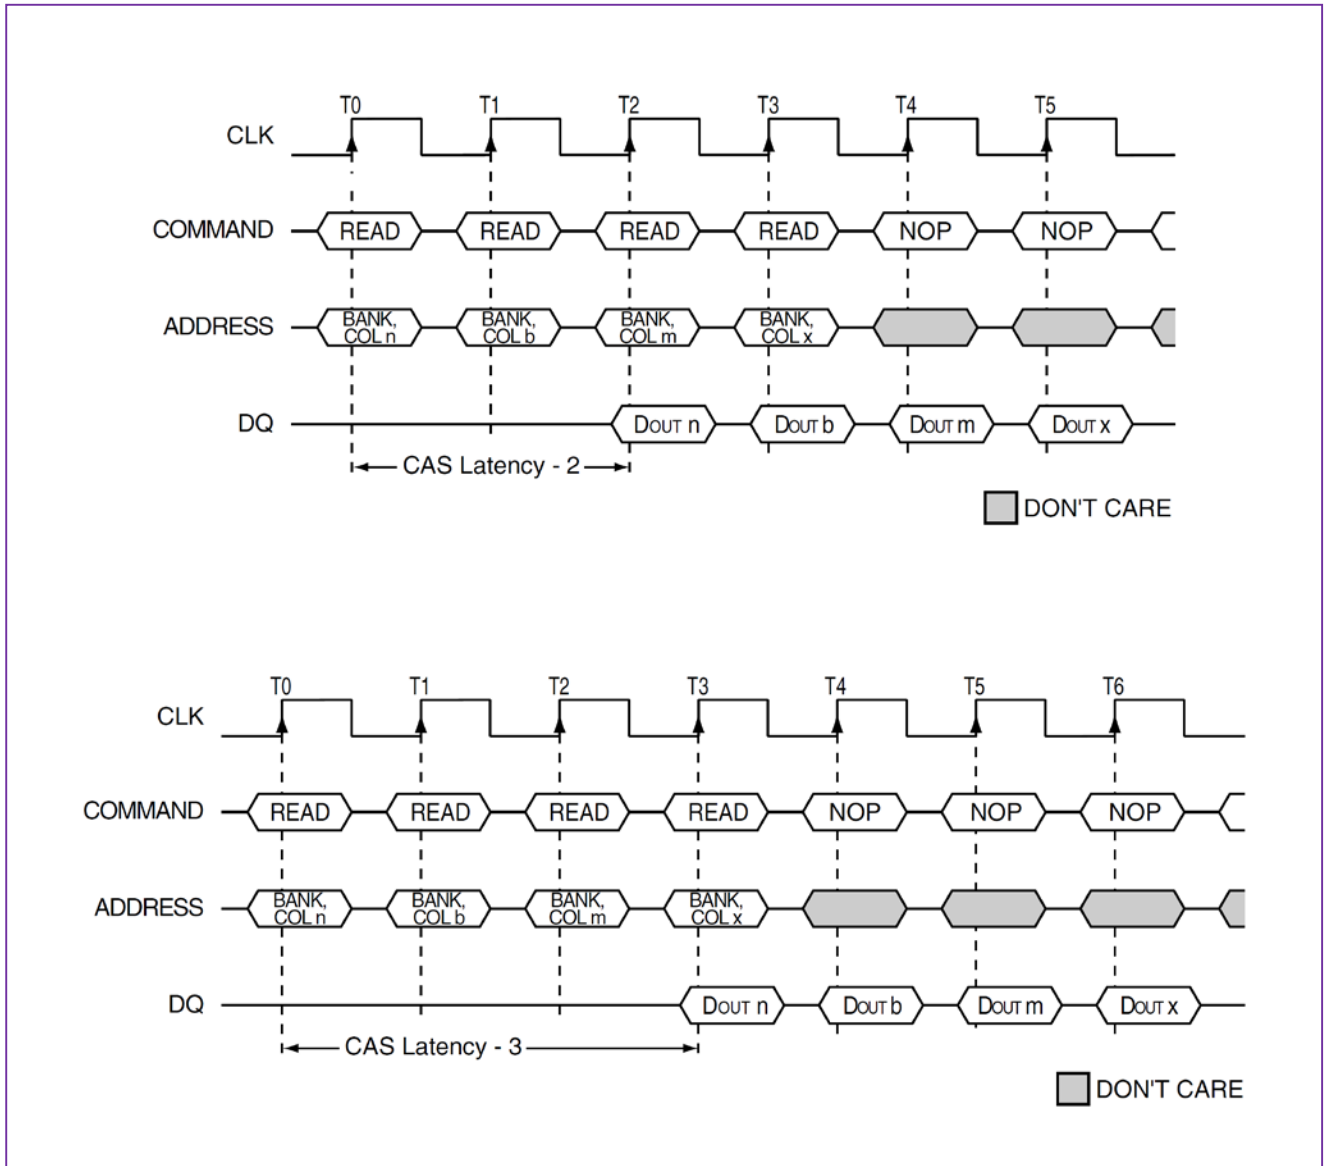 T0 T1 T2 T3 T4 T5
CLK
COMMAND READ READ READ READ NOP NOP
ADDRESS BANK, COL n BANK, COL b BANK, COL m BANK, COL x
DQ DOUT n DOUT b DOUT m DOUT x
CAS Latency - 2
DON'T CARE
T0 T1 T2 T3 T4 T5 T6
CLK
COMMAND READ READ READ READ NOP NOP NOP
ADDRESS BANK, COL n BANK, COL b BANK, COL m BANK, COL x
DQ DOUT n DOUT b DOUT m DOUT x
CAS Latency - 3
DON'T CARE